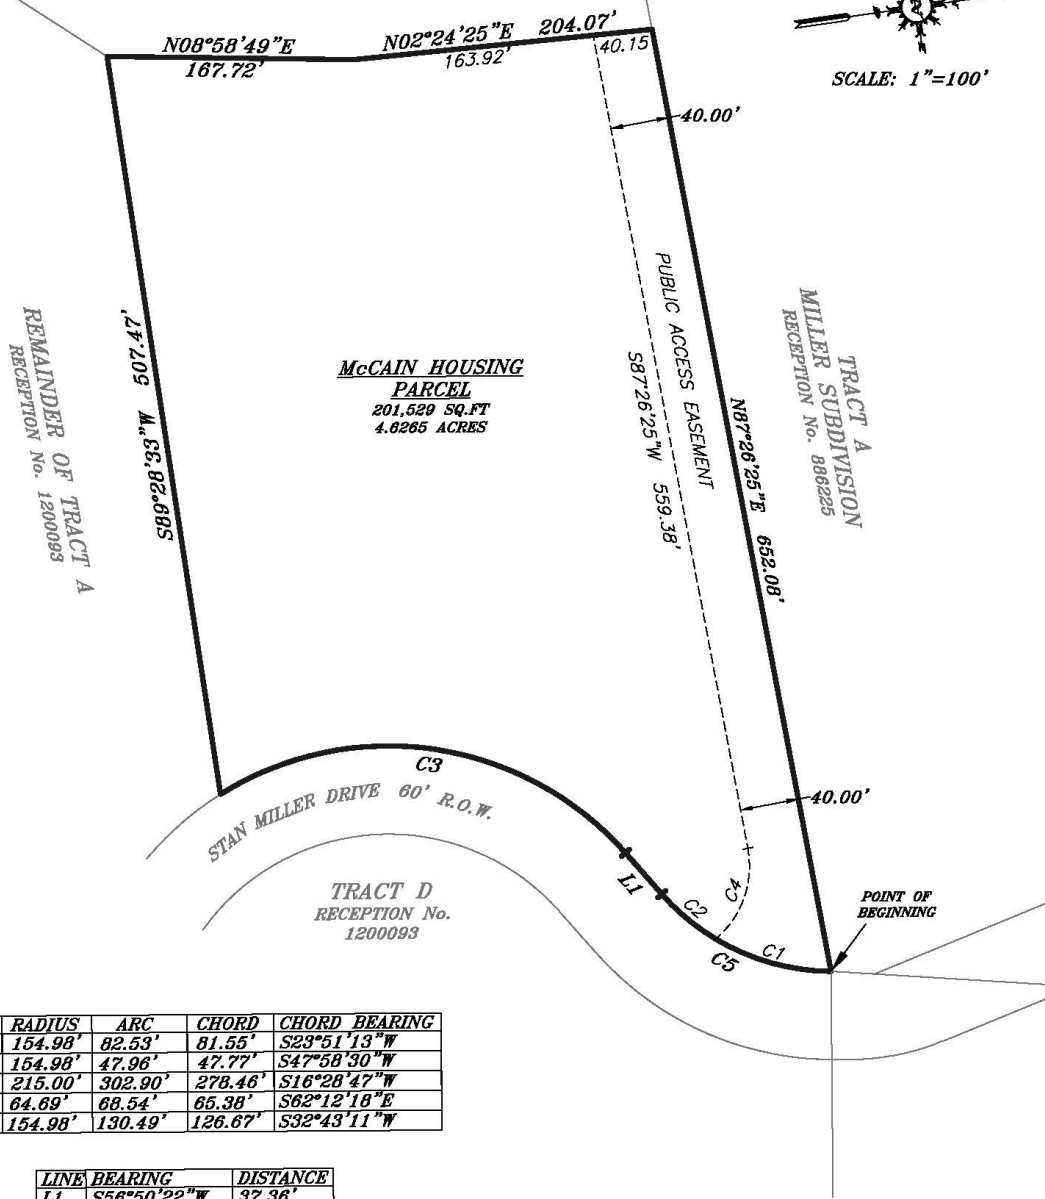 N08°58'49"E
167.72'
N02°24'25"E 204.07'
163.92'
40.15
SCALE: 1"=100'
40.00'
PUBLIC ACCESS EASEMENT
S87°26'25"W 559.38'
N87°26'25"E 652.08'
TRACT A
MILLER SUBDIVISION
RECEPTION No. 886225
REMAINDER OF TRACT A
RECEPTION No. 1200093
S89°28'33"W 507.47'
McCAIN HOUSING
PARCEL
201,529 SQ.FT
4.6265 ACRES
C3
STAN MILLER DRIVE 60' R.O.W.
40.00'
L1
C2
C4
C5
C1
POINT OF
BEGINNING
TRACT D
RECEPTION No.
1200093
RADIUS ARC CHORD CHORD BEARING
154.98' 82.53' 81.55' S23°51'13"W
154.98' 47.96' 47.77' S47°58'30"W
215.00' 302.90' 278.46' S16°28'47"W
64.69' 68.54' 65.38' S62°12'18"E
154.98' 130.49' 126.67' S32°43'11"W
LINE BEARING DISTANCE
L1 S56°50'22"W 37.36'